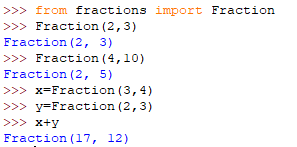 >>> from fractions import Fraction
>>> Fraction(2,3)
Fraction(2, 3)
>>> Fraction(4,10)
Fraction(2, 5)
>>> x=Fraction(3,4)
>>> y=Fraction(2,3)
>>> x+y
Fraction(17, 12)